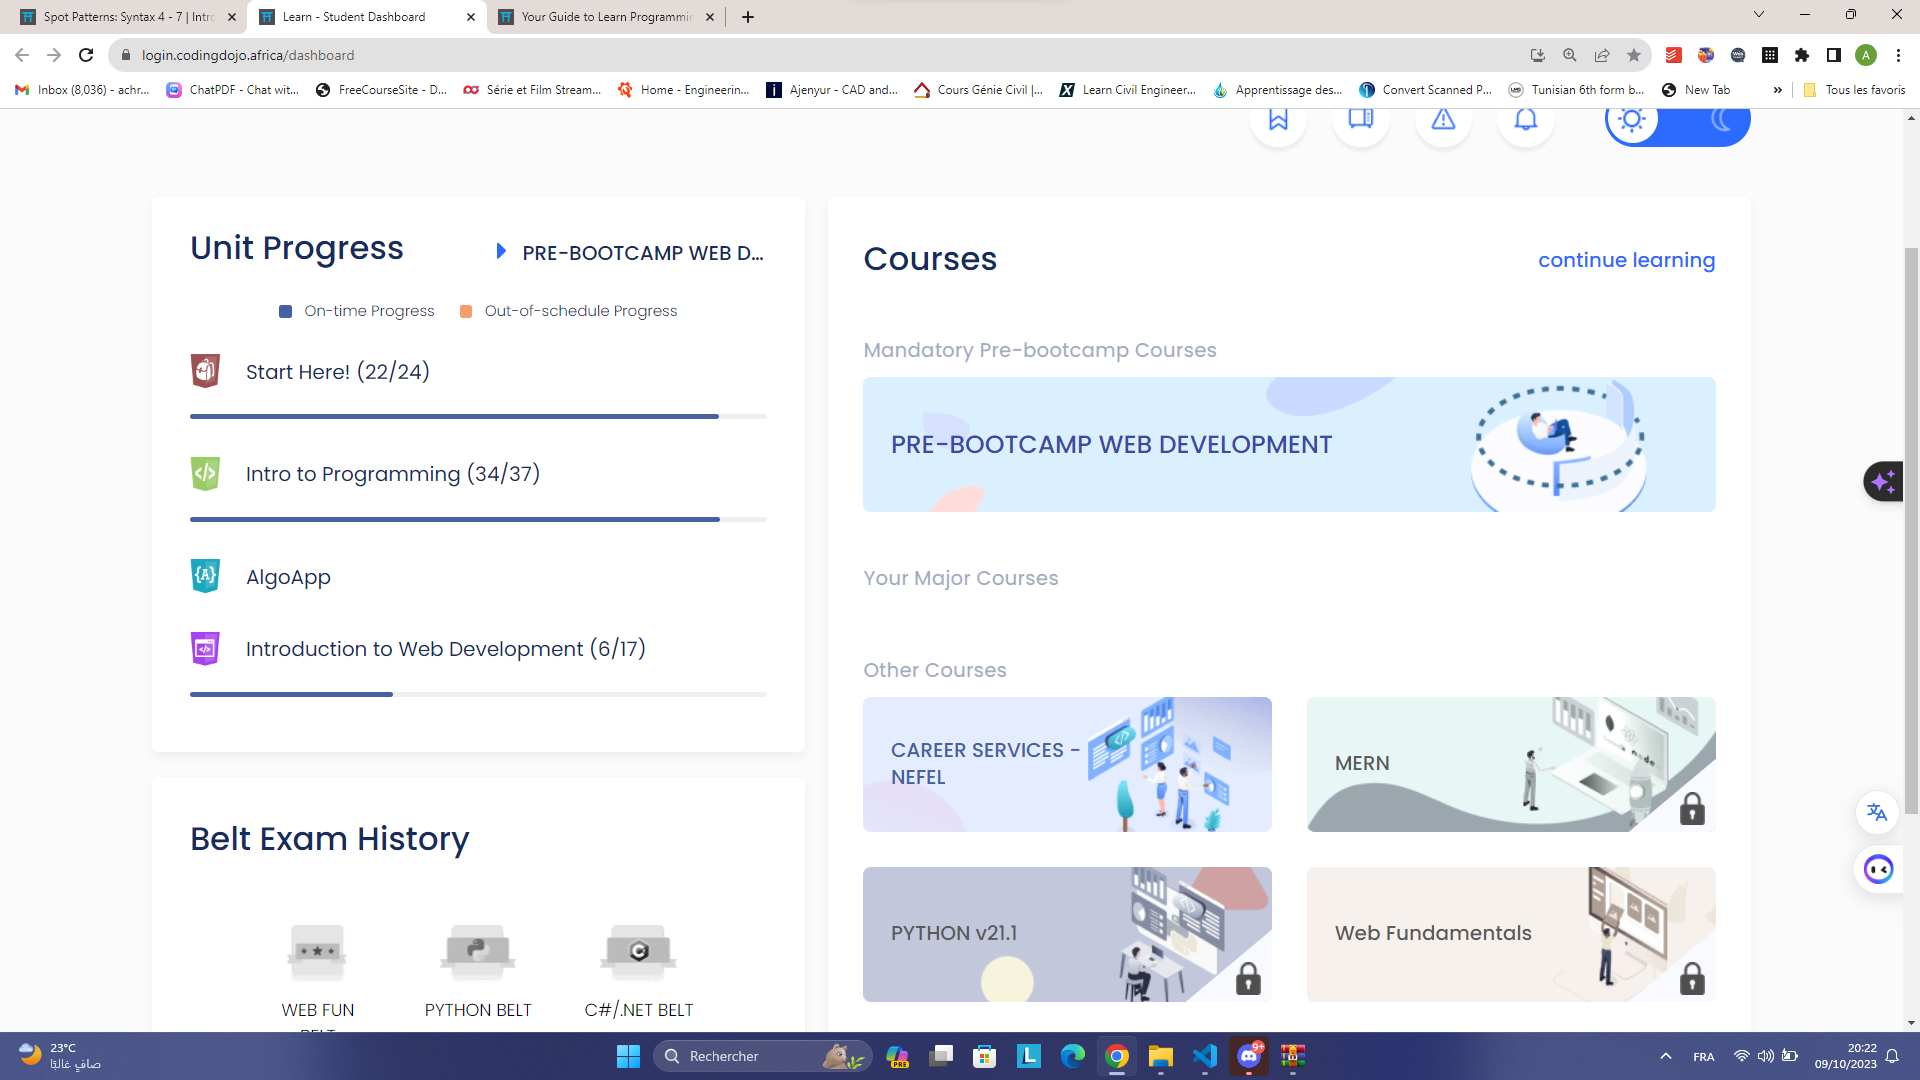 Spot Patterns: Syntax 4 - 7 | Intro
Learn - Student Dashboard
Your Guide to Learn Programmin
login.codingdojo.africa/dashboard
A
Inbox (8,036) - achr...
ChatPDF - Chat wit...
FreeCourseSite - D...
Série et Film Stream...
Home - Engineerin...
Ajenyur - CAD and...
Cours Génie Civil |...
Learn Civil Engineer...
Apprentissage des...
Convert Scanned P...
Tunisian 6th form b...
New Tab
»
Tous les favoris
Unit Progress
PRE-BOOTCAMP WEB D...
On-time Progress
Out-of-schedule Progress
Start Here! (22/24)
Intro to Programming (34/37)
AlgoApp
Introduction to Web Development (6/17)
Belt Exam History
WEB FUN
BELT
PYTHON BELT
C#/.NET BELT
Courses
continue learning
Mandatory Pre-bootcamp Courses
PRE-BOOTCAMP WEB DEVELOPMENT
Your Major Courses
Other Courses
CAREER SERVICES -
NEFEL
MERN
PYTHON v21.1
Web Fundamentals
23°C
صافٍ غالبًا
Rechercher
PRE
L
9+
FRA
20:22
09/10/2023